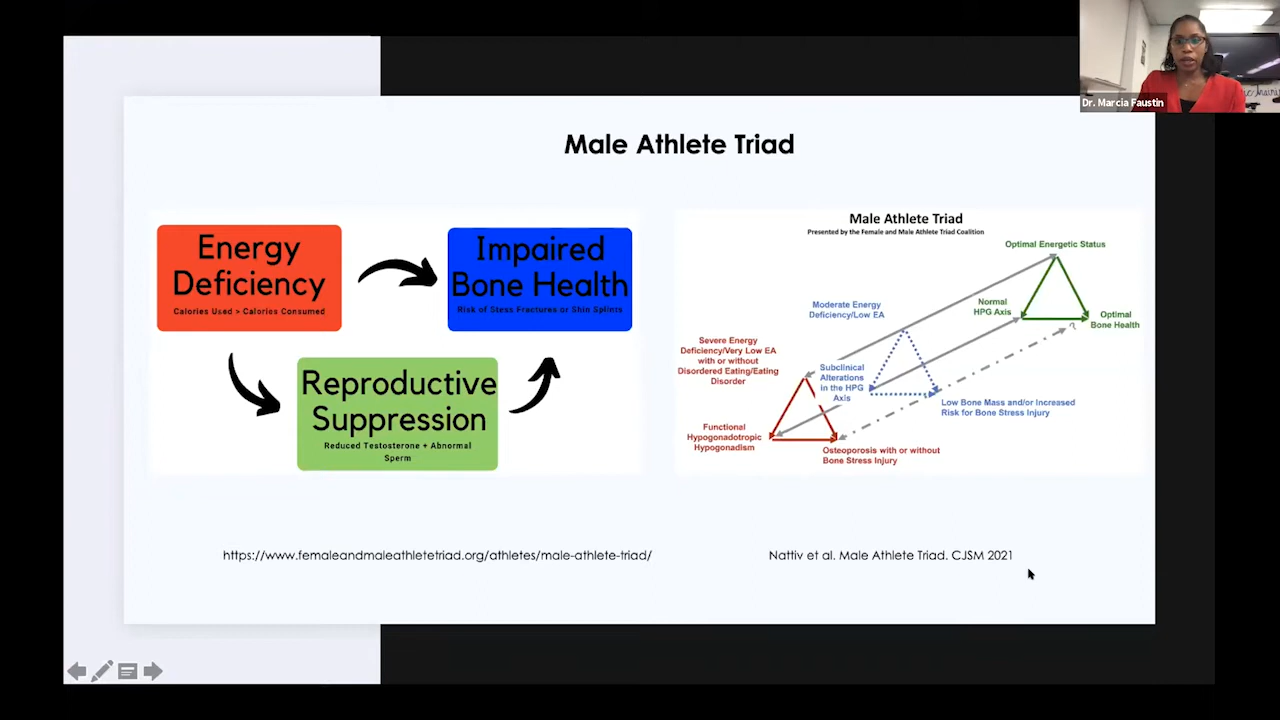 Dr. Marcia Faustin
Male Athlete Triad
Energy
Deficiency
Calories Used > Calories Consumed
Impaired
Bone Health
Risk of Stess Fractures or Shin Splints
Reproductive
Suppression
Reduced Testosterone + Abnormal
Sperm
Male Athlete Triad
Presented by the Female and Male Athlete Triad Coalition
Optimal Energetic Status
Normal
HPG Axis
Optimal
Bone Health
?
Moderate Energy
Deficiency/Low EA
Subclinical
Alterations
in the HPG
Axis
Low Bone Mass and/or Increased
Risk for Bone Stress Injury
Severe Energy
Deficiency/Very Low EA
with or without
Disordered Eating/Eating
Disorder
Functional
Hypogonadotropic
Hypogonadism
Osteoporosis with or without
Bone Stress Injury
https://www.femaleandmaleathletetriad.org/athletes/male-athlete-triad/
Nattiv et al. Male Athlete Triad. CJSM 2021